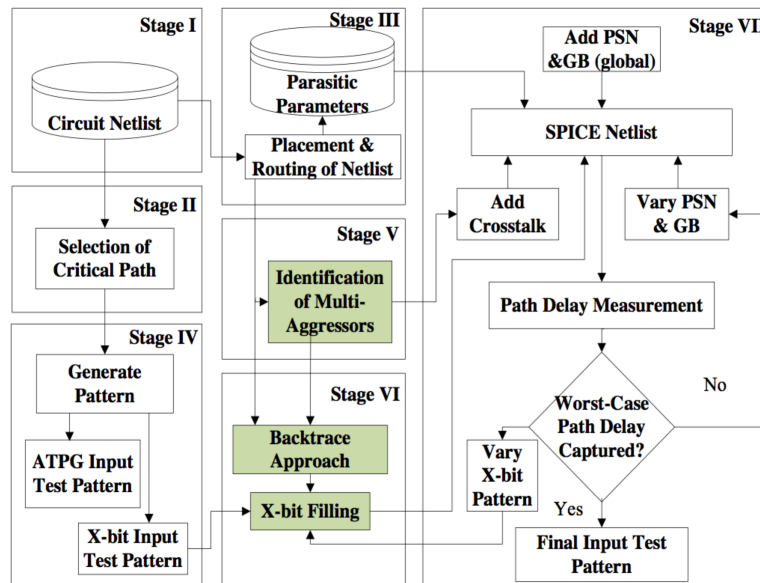 Stage I
Circuit Netlist
Stage II
Selection of
Critical Path
Stage IV
Generate
Pattern
ATPG Input
Test Pattern
X-bit Input
Test Pattern
Stage III
Parasitic
Parameters
Placement &
Routing of Netlist
Stage V
Identification
of Multi-
Aggressors
Stage VI
Backtrace
Approach
X-bit Filling
Stage VII
Add PSN
&GB (global)
SPICE Netlist
Add
Crosstalk
Vary PSN
& GB
Path Delay Measurement
Worst-Case
Path Delay
Captured?
No
Vary
X-bit
Pattern
Yes
Final Input Test
Pattern